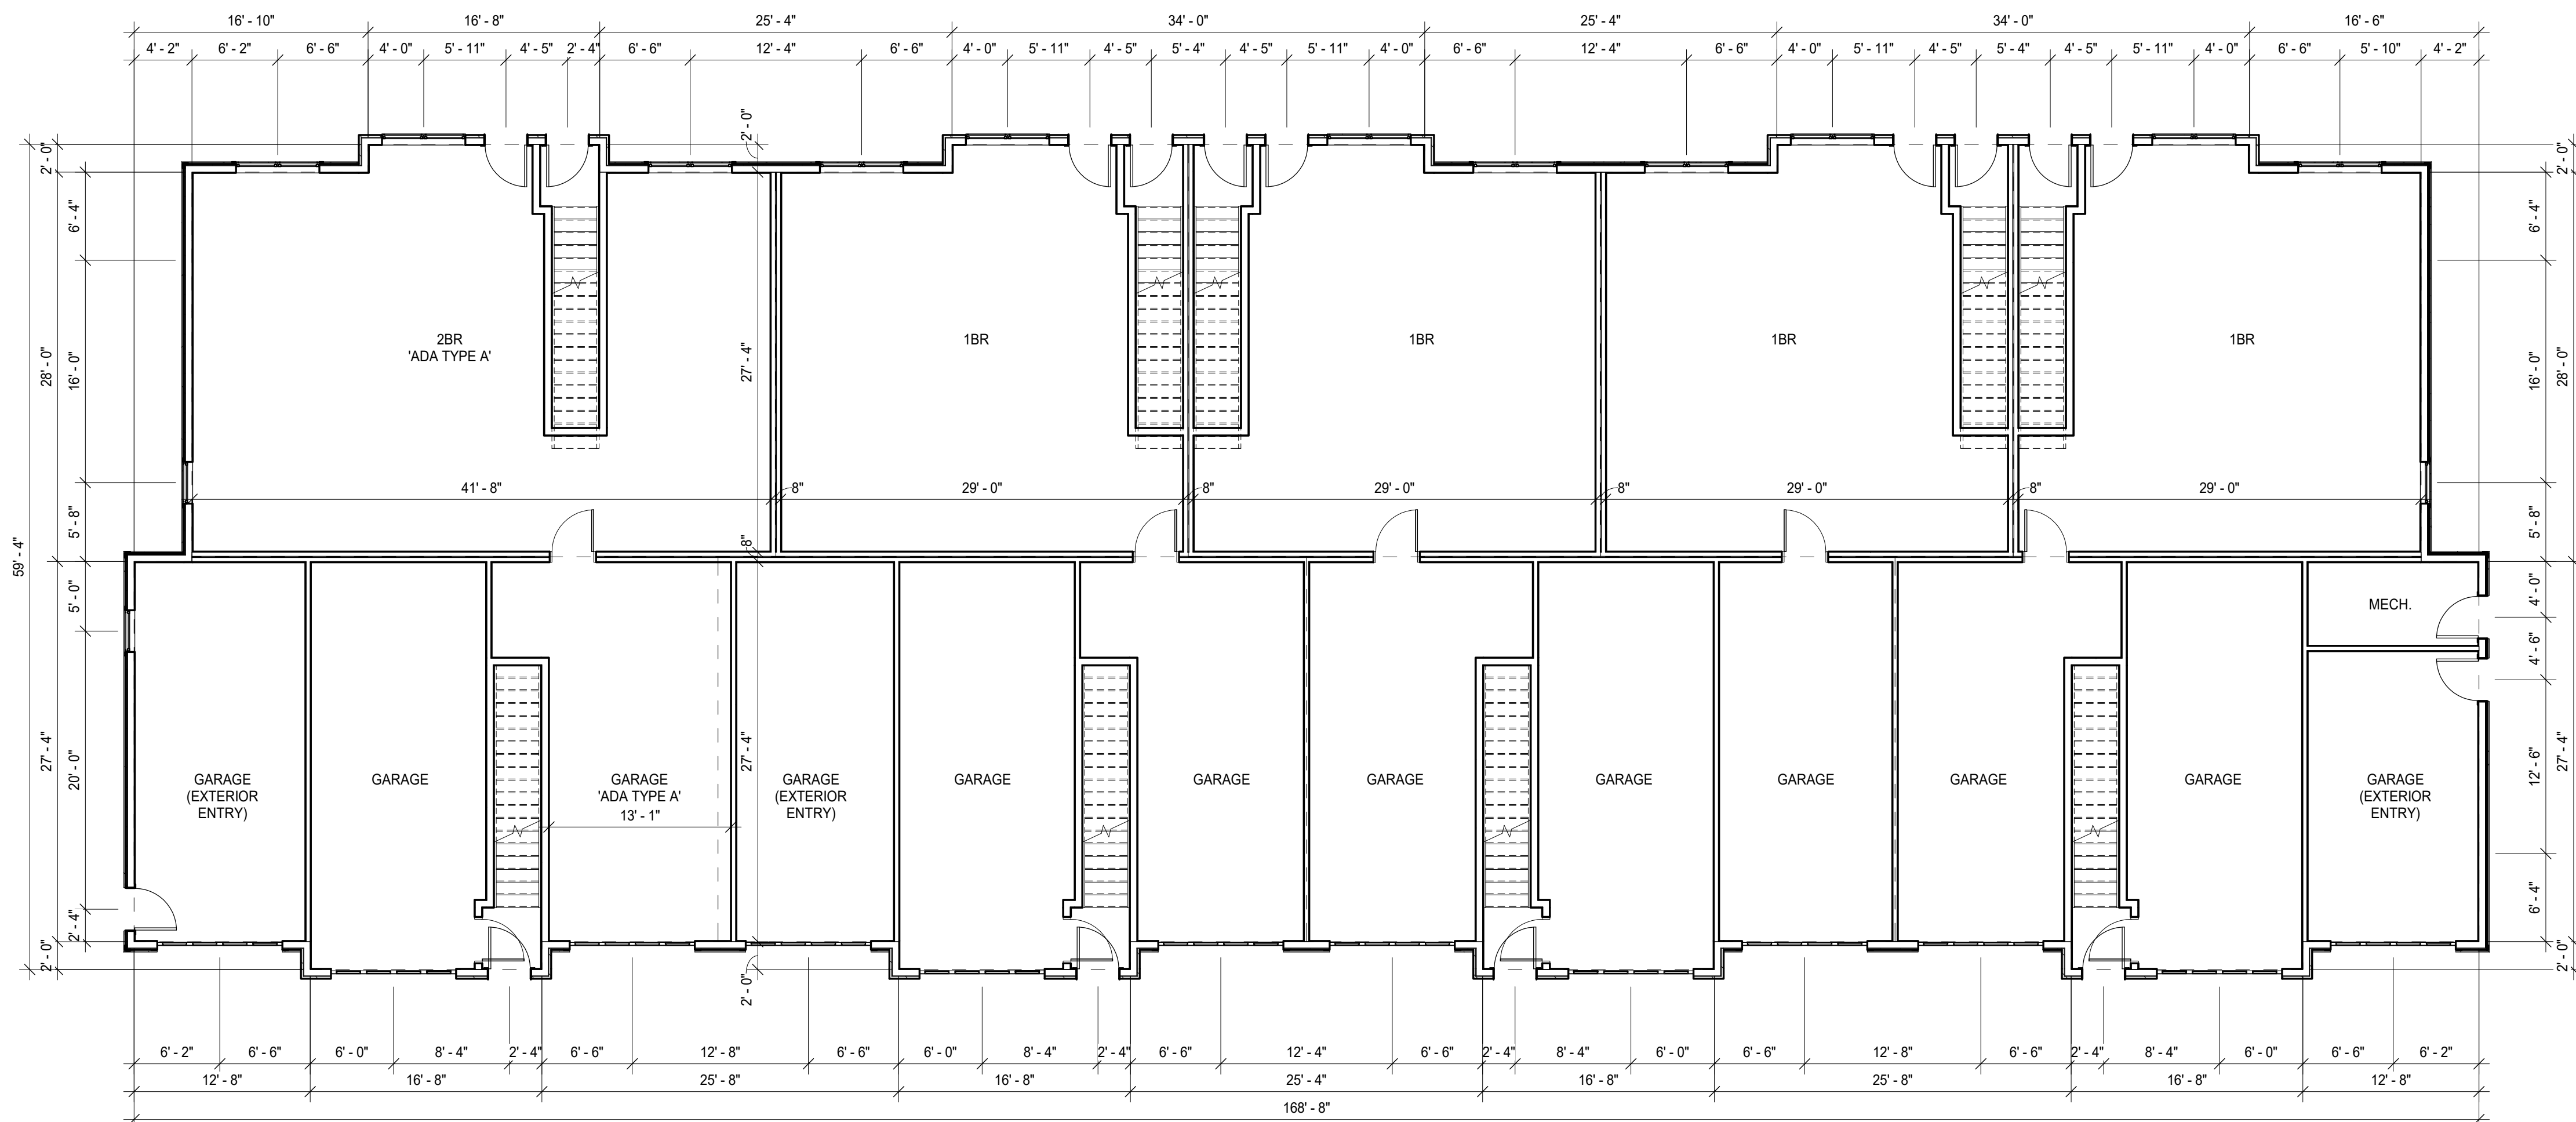 16' - 10" 16' - 8" 25' - 4" 34' - 0" 25' - 4" 34' - 0" 16' - 6"
4' - 2" 6' - 2" 6' - 6" 4' - 0" 5' - 11" 4' - 5" 2' - 4" 6' - 6" 12' - 4" 6' - 6" 4' - 0" 5' - 11" 4' - 5" 5' - 4" 4' - 5" 5' - 11" 4' - 0" 6' - 6" 12' - 4" 6' - 6" 4' - 0" 5' - 11" 4' - 5" 5' - 4" 4' - 5" 5' - 11" 4' - 0" 6' - 6" 5' - 10" 4' - 2"
2' - 0"
2' - 0"
2' - 0"
6' - 4"
6' - 4"
2BR
'ADA TYPE A'
1BR
1BR
1BR
1BR
59' - 4"
28' - 0"
16' - 0"
27' - 4"
16' - 0"
28' - 0"
41' - 8" 8" 29' - 0" 8" 29' - 0" 8" 29' - 0" 8" 29' - 0"
5' - 8"
8"
5' - 8"
5' - 0"
4' - 0"
MECH.
4' - 6"
27' - 4"
20' - 0"
27' - 4"
12' - 6"
27' - 4"
GARAGE
(EXTERIOR
ENTRY)
GARAGE
GARAGE
'ADA TYPE A'
13' - 1"
GARAGE
(EXTERIOR
ENTRY)
GARAGE
GARAGE
GARAGE
GARAGE
GARAGE
GARAGE
GARAGE
GARAGE
(EXTERIOR
ENTRY)
2' - 4"
6' - 4"
2' - 0"
2' - 0"
2' - 0"
6' - 2" 6' - 6" 6' - 0" 8' - 4" 2' - 4" 6' - 6" 12' - 8" 6' - 6" 6' - 0" 8' - 4" 2' - 4" 6' - 6" 12' - 4" 6' - 6" 2' - 4" 8' - 4" 6' - 0" 6' - 6" 12' - 8" 6' - 6" 2' - 4" 8' - 4" 6' - 0" 6' - 6" 6' - 2"
12' - 8" 16' - 8" 25' - 8" 16' - 8" 25' - 4" 16' - 8" 25' - 8" 16' - 8" 12' - 8"
168' - 8"